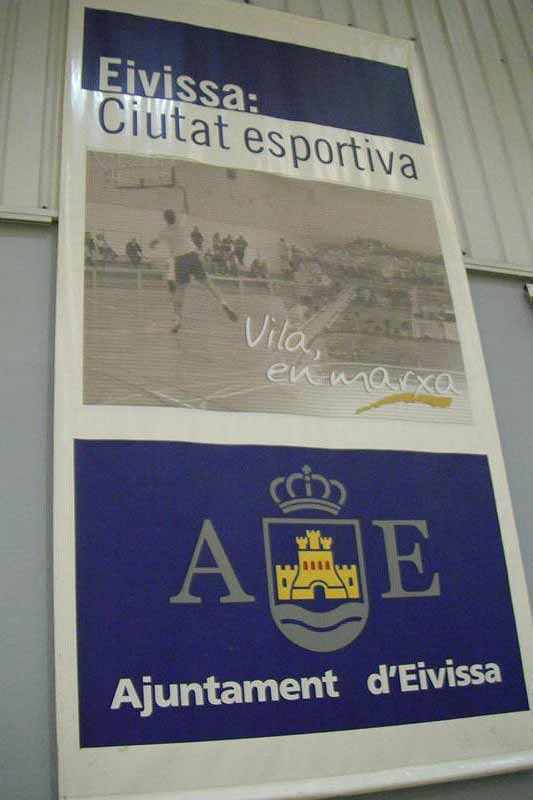 Eivissa:
Ciutat esportiva
Vila,
en marxa
A E
Ajuntament d'Eivissa